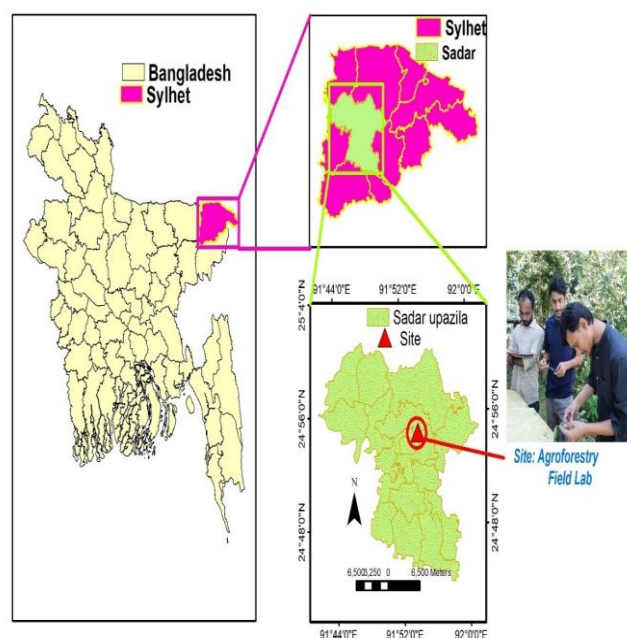 Bangladesh
Sylhet
Sylhet
Sadar
91°44'0"E 91°52'0"E 92°0'0"E
25°4'0"N
Sadar upazila
Site
24°56'0"N
24°56'0"N
24°48'0"N
24°48'0"N
N
6,500 3,250 0 6,500 Meters
91°44'0"E 91°52'0"E 92°0'0"E
Site: Agroforestry
Field Lab